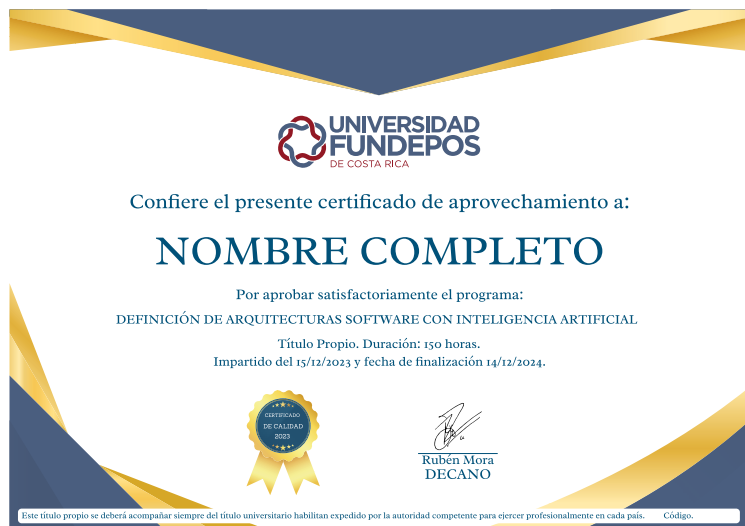 UNIVERSIDAD
FUNDEPOS
DE COSTA RICA
Confiere el presente certificado de aprovechamiento a:
NOMBRE COMPLETO
Por aprobar satisfactoriamente el programa:
DEFINICIÓN DE ARQUITECTURAS SOFTWARE CON INTELIGENCIA ARTIFICIAL
Título Propio. Duración: 150 horas.
Impartido del 15/12/2023 y fecha de finalización 14/12/2024.
CERTIFICADO
DE CALIDAD
2023
Rubén Mora
DECANO
Este titulo propio se deberá acompañar siempre del título universitario habilitan expedido por la autoridad competente para ejercer profesionalmente en cada país. Código.